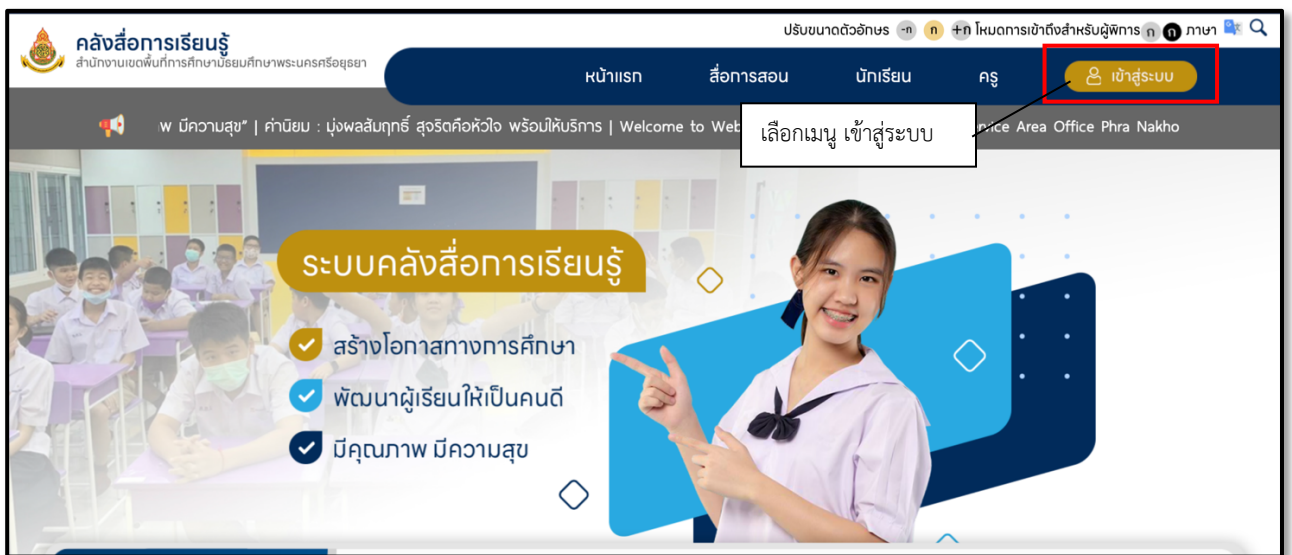 ปรับขนาดตัวอักษร -ก ก +ก โหมดการเข้าถึงสำหรับผู้พิการ ก ก ภาษา
คลังสื่อการเรียนรู้
สำนักงานเขตพื้นที่การศึกษามัธยมศึกษาพระนครศรีอยุธยา
หน้าแรก สื่อการสอน นักเรียน ครู เข้าสู่ระบบ
มีความสุข" | ค่านิยม : มุ่งผลสัมฤทธิ์ สุจริตคือหัวใจ พร้อมให้บริการ | Welcome to Area Office Phra Nakho
เลือกเมนู เข้าสู่ระบบ
ระบบคลังสื่อการเรียนรู้
สร้างโอกาสทางการศึกษา
พัฒนาผู้เรียนให้เป็นคนดี
มีคุณภาพ มีความสุข